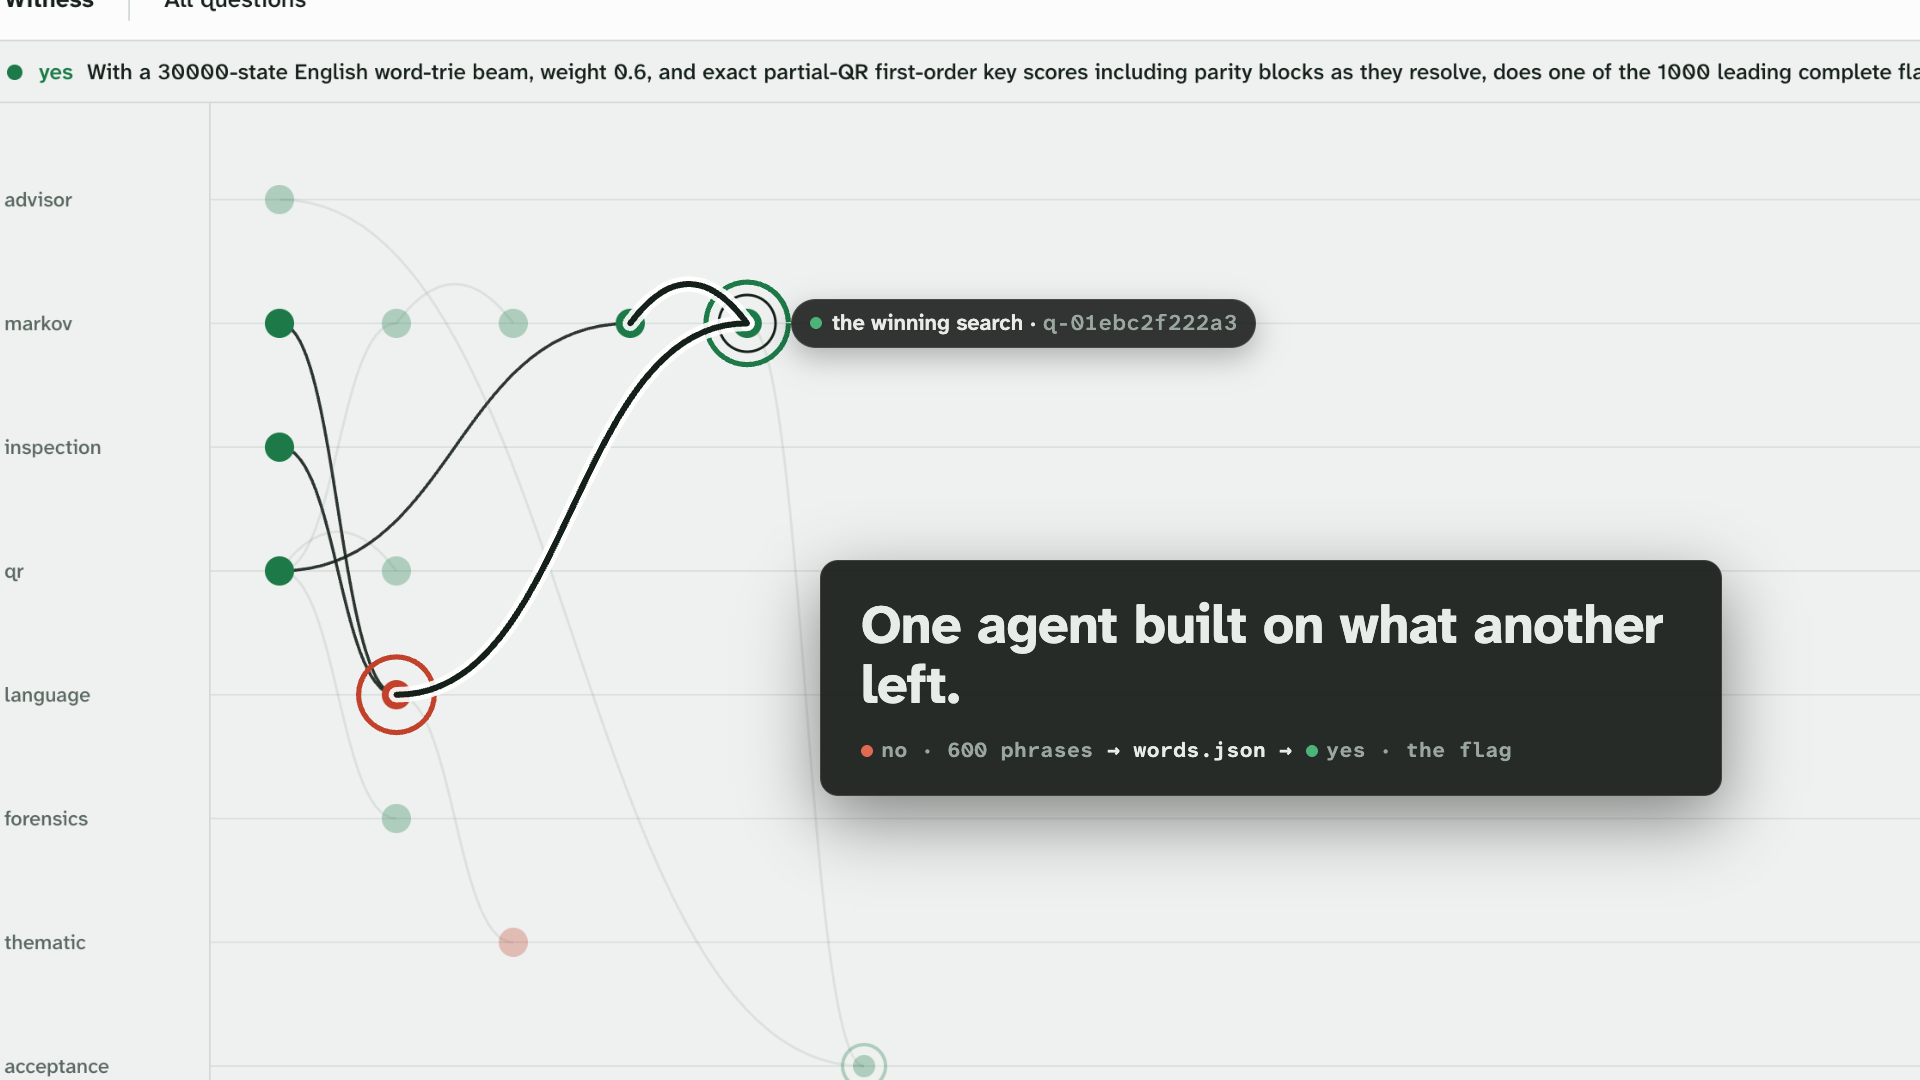 Witness All questions
yes With a 30000-state English word-trie beam, weight 0.6, and exact partial-QR first-order key scores including parity blocks as they resolve, does one of the 1000 leading complete
advisor
markov
the winning search · q-01ebc2f222a3
inspection
qr
One agent built on what another
left.
language
no · 600 phrases → words.json → yes · the flag
forensics
thematic
acceptance